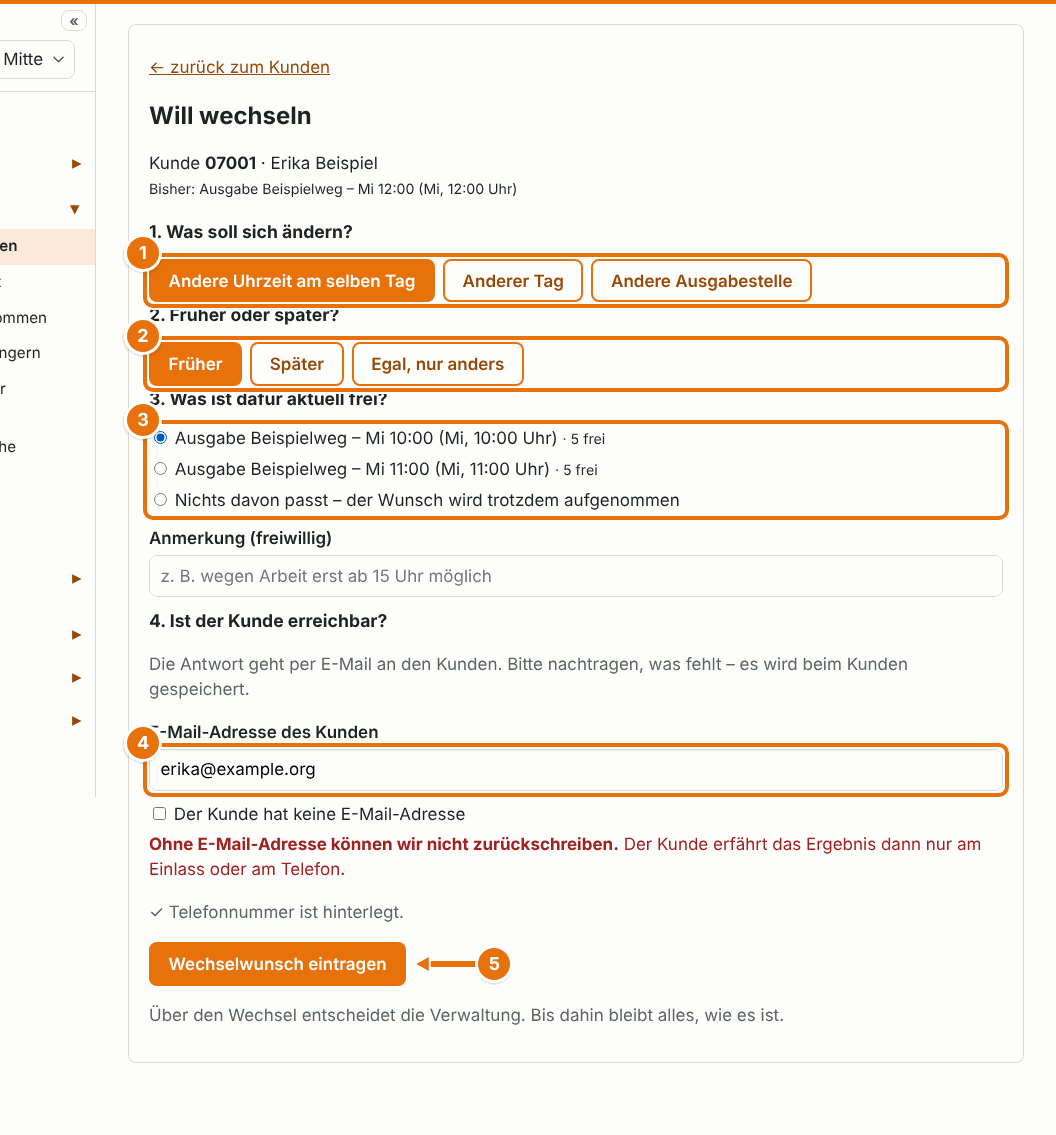 «
Mitte
en
ommen
ngern
r
he
← zurück zum Kunden
Will wechseln
Kunde 07001 · Erika Beispiel
Bisher: Ausgabe Beispielweg – Mi 12:00 (Mi, 12:00 Uhr)
1. Was soll sich ändern?
1
Andere Uhrzeit am selben Tag Anderer Tag Andere Ausgabestelle
2. Früher oder später?
2
Früher Später Egal, nur anders
3. Was ist dafür aktuell frei?
3
Ausgabe Beispielweg – Mi 10:00 (Mi, 10:00 Uhr) · 5 frei
Ausgabe Beispielweg – Mi 11:00 (Mi, 11:00 Uhr) · 5 frei
Nichts davon passt – der Wunsch wird trotzdem aufgenommen
Anmerkung (freiwillig)
z. B. wegen Arbeit erst ab 15 Uhr möglich
4. Ist der Kunde erreichbar?
Die Antwort geht per E-Mail an den Kunden. Bitte nachtragen, was fehlt – es wird beim Kunden
gespeichert.
E-Mail-Adresse des Kunden
4
erika@example.org
Der Kunde hat keine E-Mail-Adresse
Ohne E-Mail-Adresse können wir nicht zurückschreiben. Der Kunde erfährt das Ergebnis dann nur am
Einlass oder am Telefon.
✓ Telefonnummer ist hinterlegt.
Wechselwunsch eintragen 5
Über den Wechsel entscheidet die Verwaltung. Bis dahin bleibt alles, wie es ist.